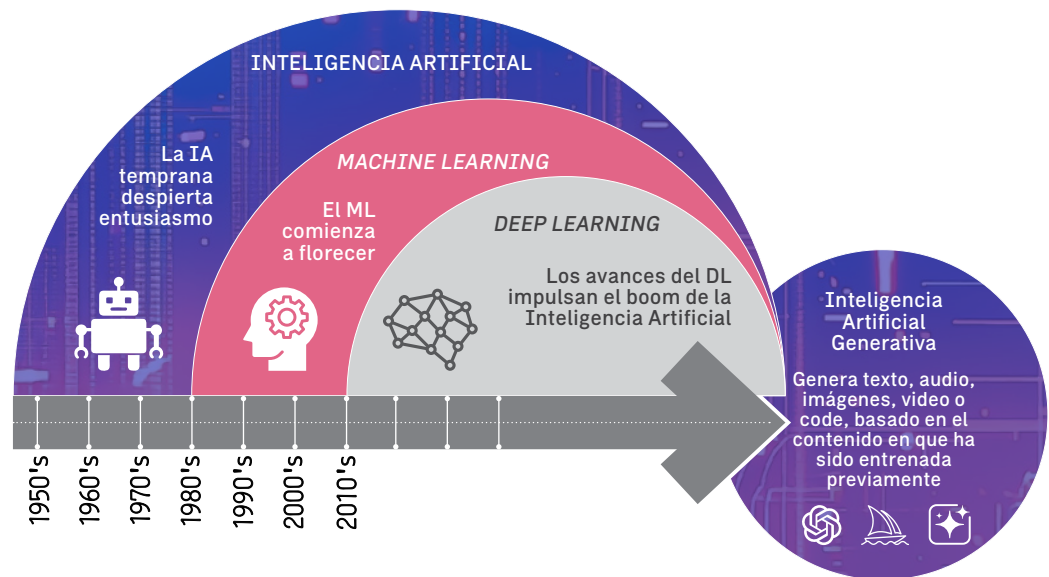 INTELIGENCIA ARTIFICIAL
La IA
temprana
despierta
entusiasmo
MACHINE LEARNING
El ML
comienza
a florecer
DEEP LEARNING
Los avances del DL
impulsan el boom de la
Inteligencia Artificial
Inteligencia
Artificial
Generativa
Genera texto, audio,
imágenes, video o
code, basado en el
contenido en que ha
sido entrenada
previamente
1950's
1960's
1970's
1980's
1990's
2000's
2010's